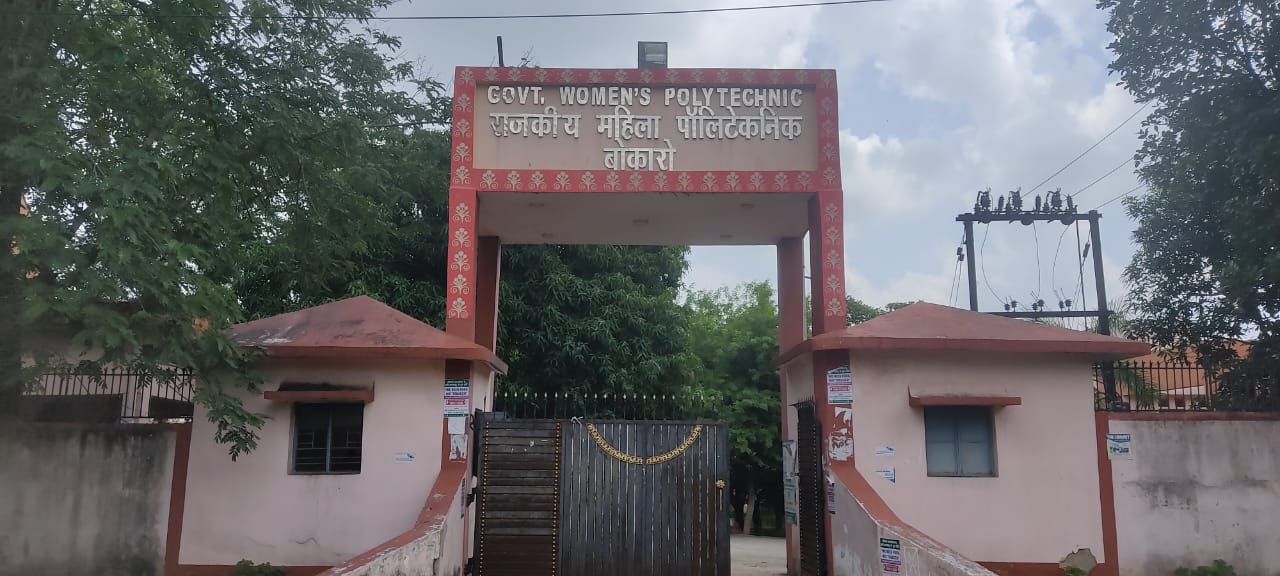 GOVT. WOMEN'S POLYTECHNIC
राजकीय महिला पॉलिटेकनिक
बोकारो